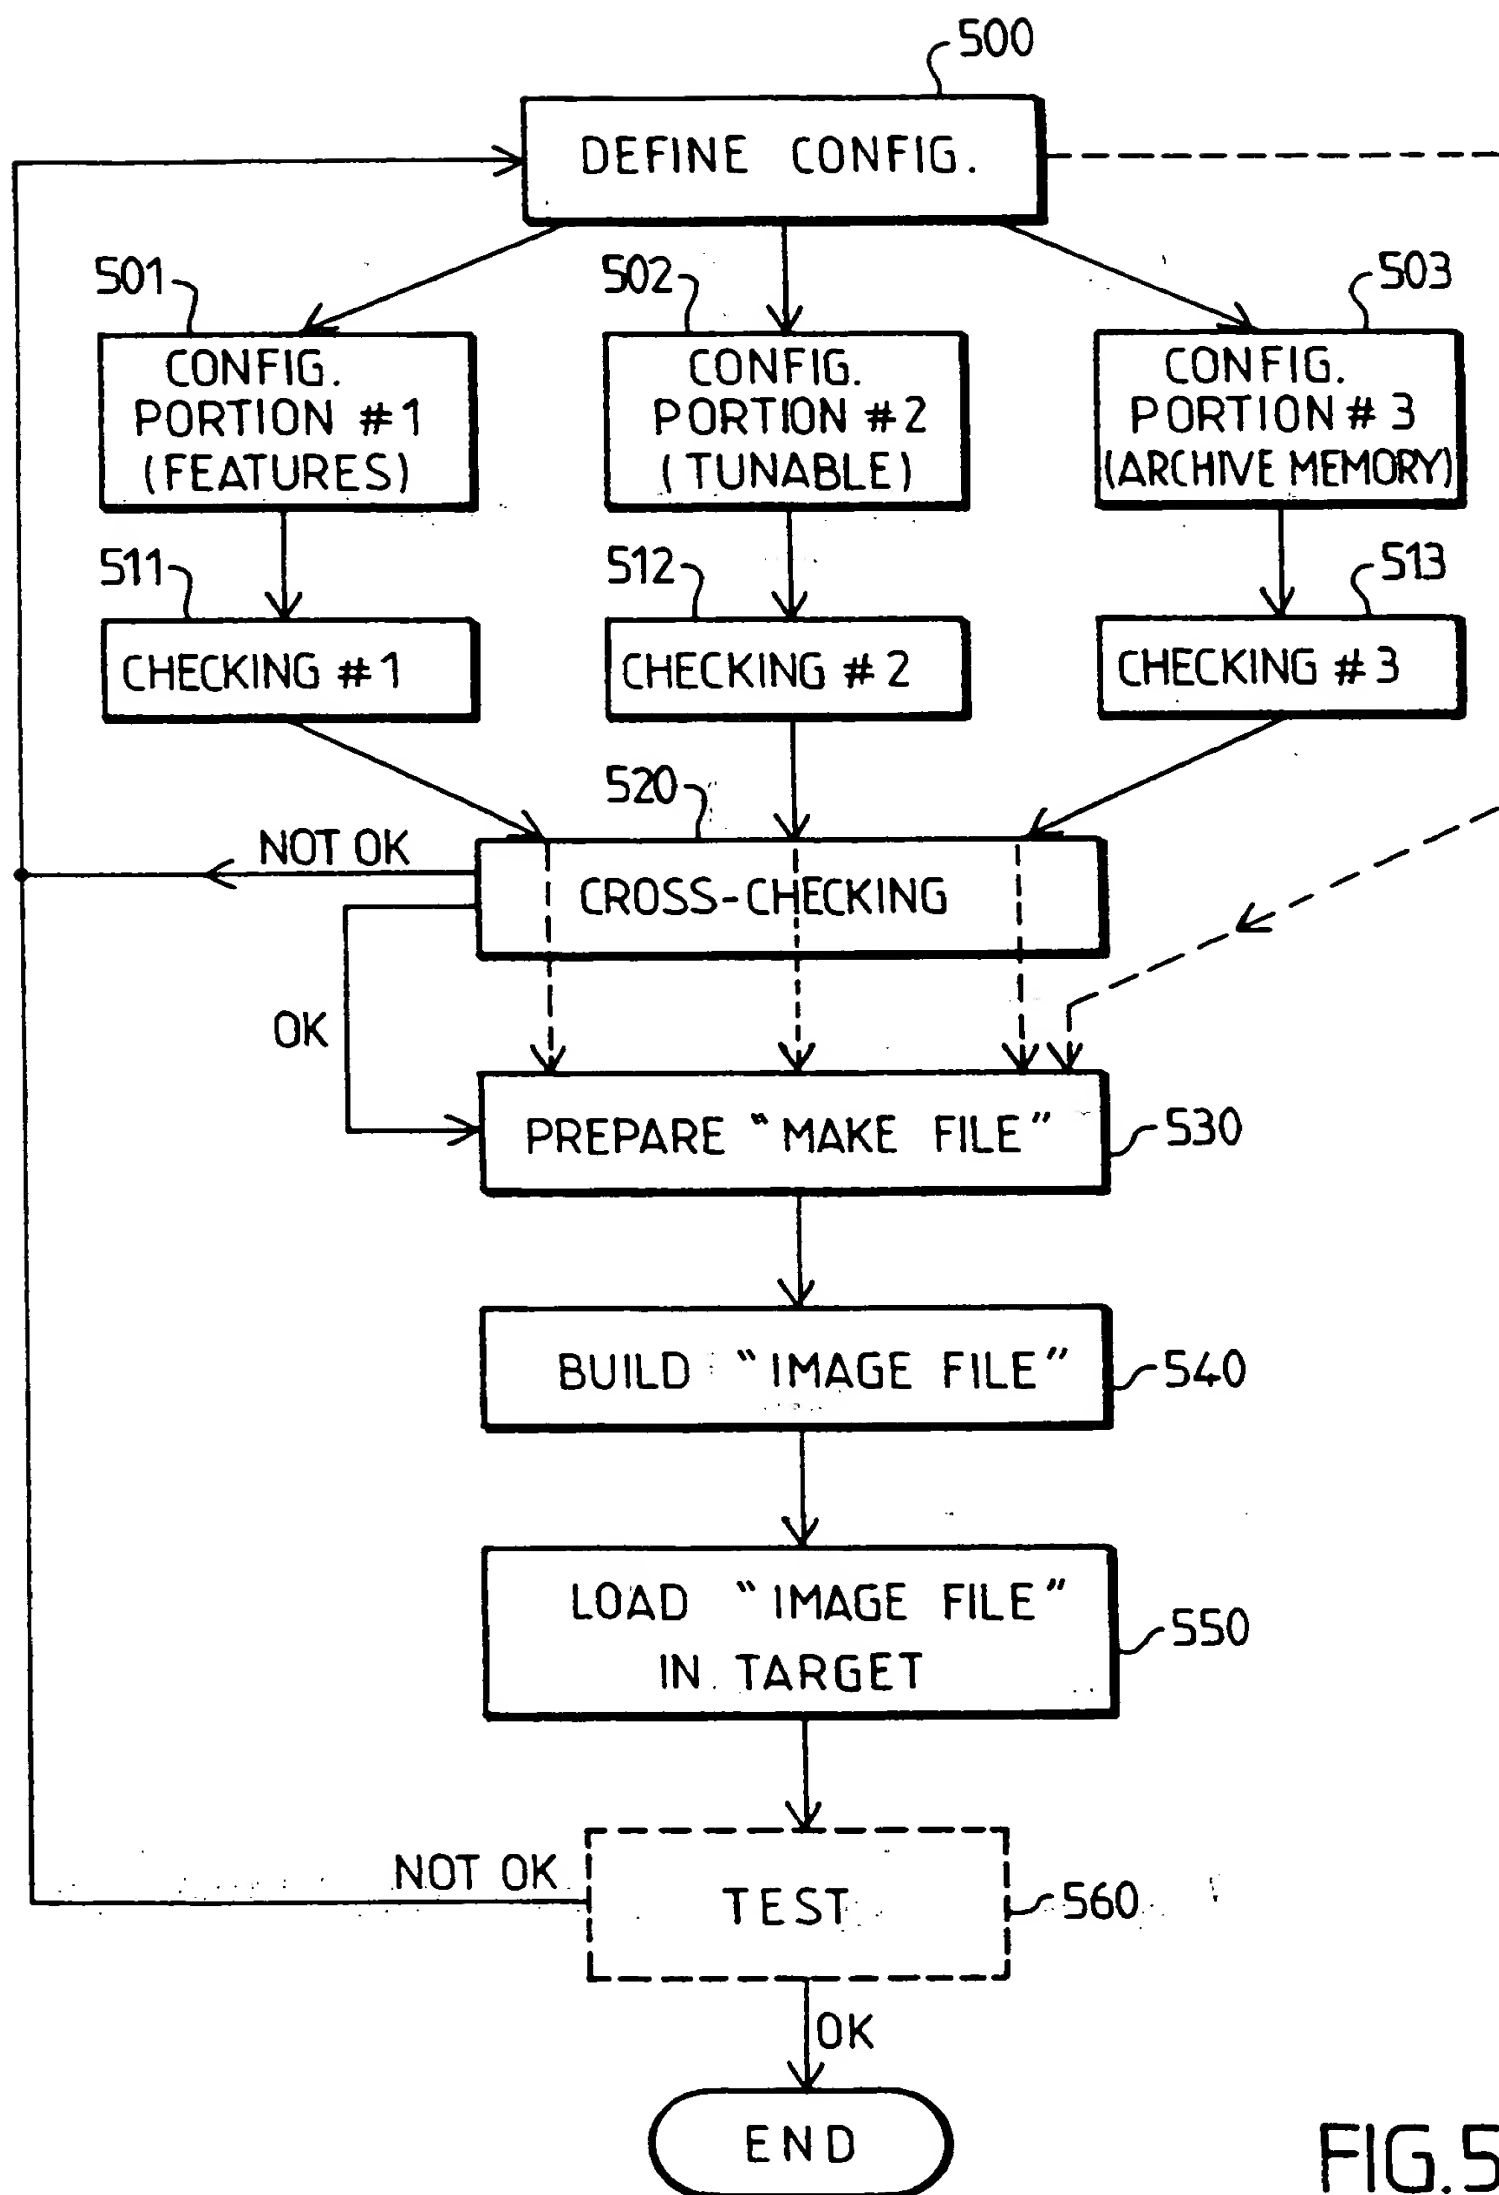 500
DEFINE CONFIG.
501
502
503
CONFIG.
PORTION #1
(FEATURES)
CONFIG.
PORTION #2
(TUNABLE)
CONFIG.
PORTION #3
(ARCHIVE MEMORY)
511
512
513
CHECKING #1
CHECKING #2
CHECKING #3
520
NOT OK
CROSS-CHECKING
OK
PREPARE "MAKE FILE"
530
BUILD "IMAGE FILE"
540
LOAD "IMAGE FILE"
IN TARGET
550
NOT OK
TEST
560
OK
END
FIG.5